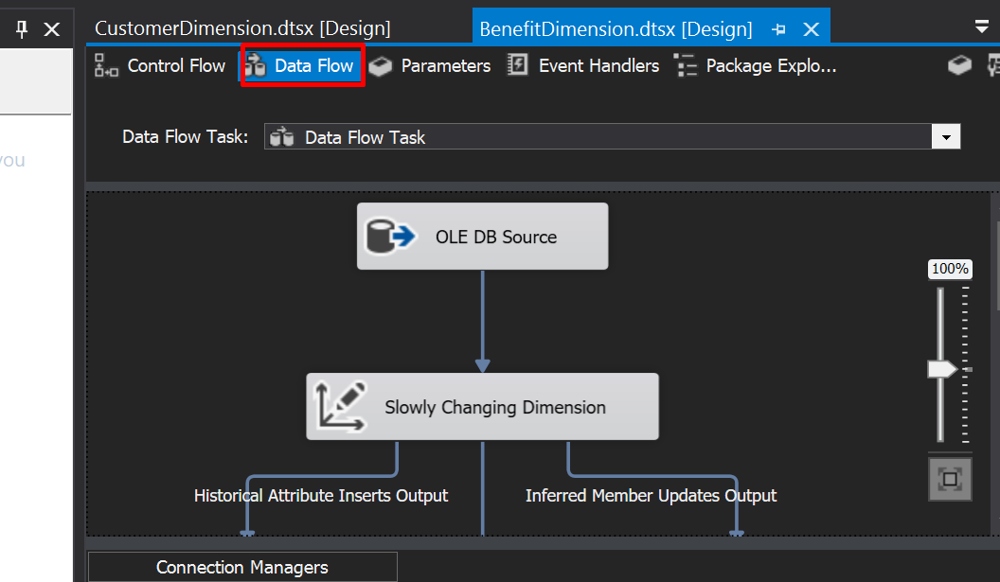 CustomerDimension.dtsx [Design]
BenefitDimension.dtsx [Design]
Control Flow
Data Flow
Parameters
Event Handlers
Package Explo...
Data Flow Task:
Data Flow Task
you
OLE DB Source
100%
Slowly Changing Dimension
Historical Attribute Inserts Output
Inferred Member Updates Output
Connection Managers